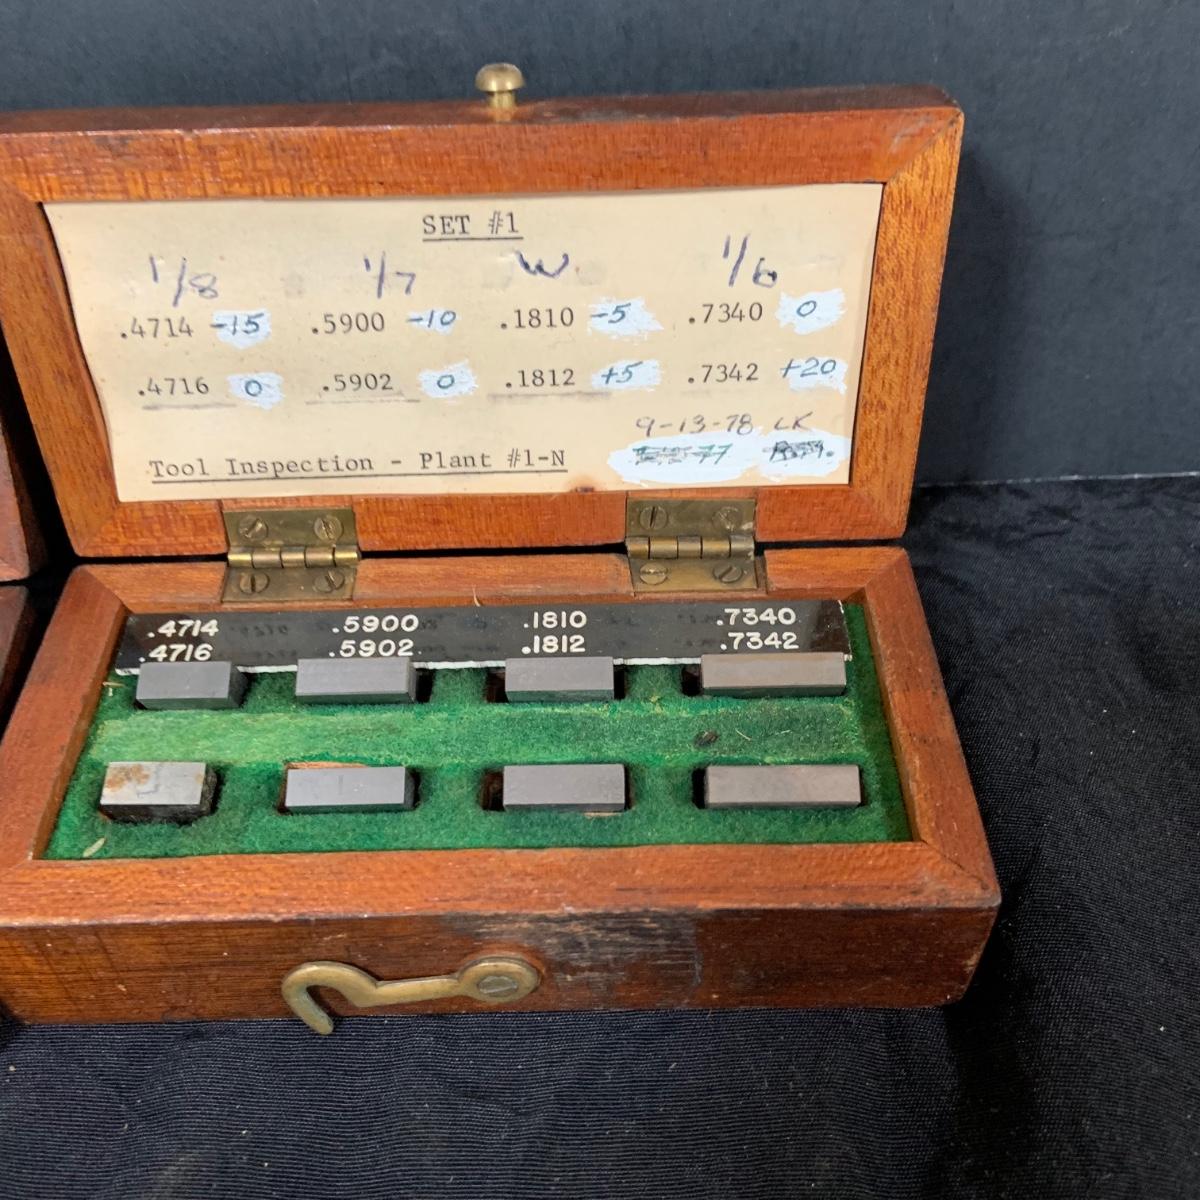 SET #1
1/8 1/7 W 1/6
.4714 -15 .5900 -10 .1810 -5 .7340 0
.4716 0 .5902 0 .1812 +5 .7342 +20
9-13-78 LK
Tool Inspection - Plant #1-N 77
.4714 .5900 .1810 .7340
.4716 .5902 .1812 .7342